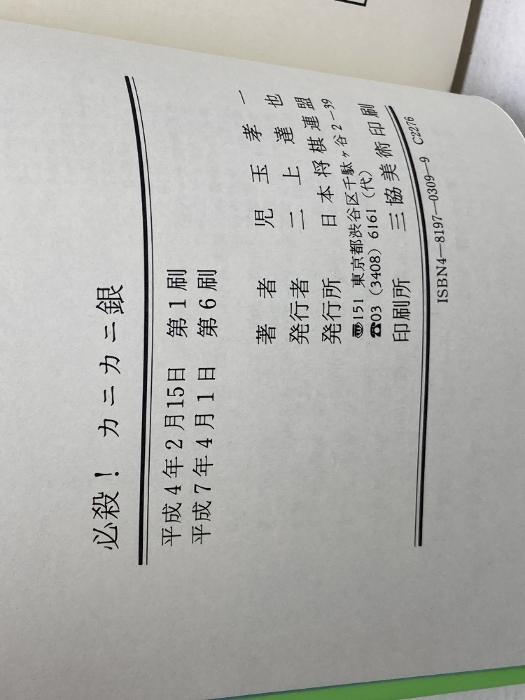 必殺！ カニカニ銀
平成4年2月15日 第1刷
平成7年4月1日 第6刷
著者 児玉孝一
発行者 二上達也
発行所 日本将棋連盟
〠151 東京都渋谷区千駄ヶ谷2-39
☎03 (3408) 6161 (代)
印刷所 三協美術印刷
ISBN4-8197-0309-9 C2276